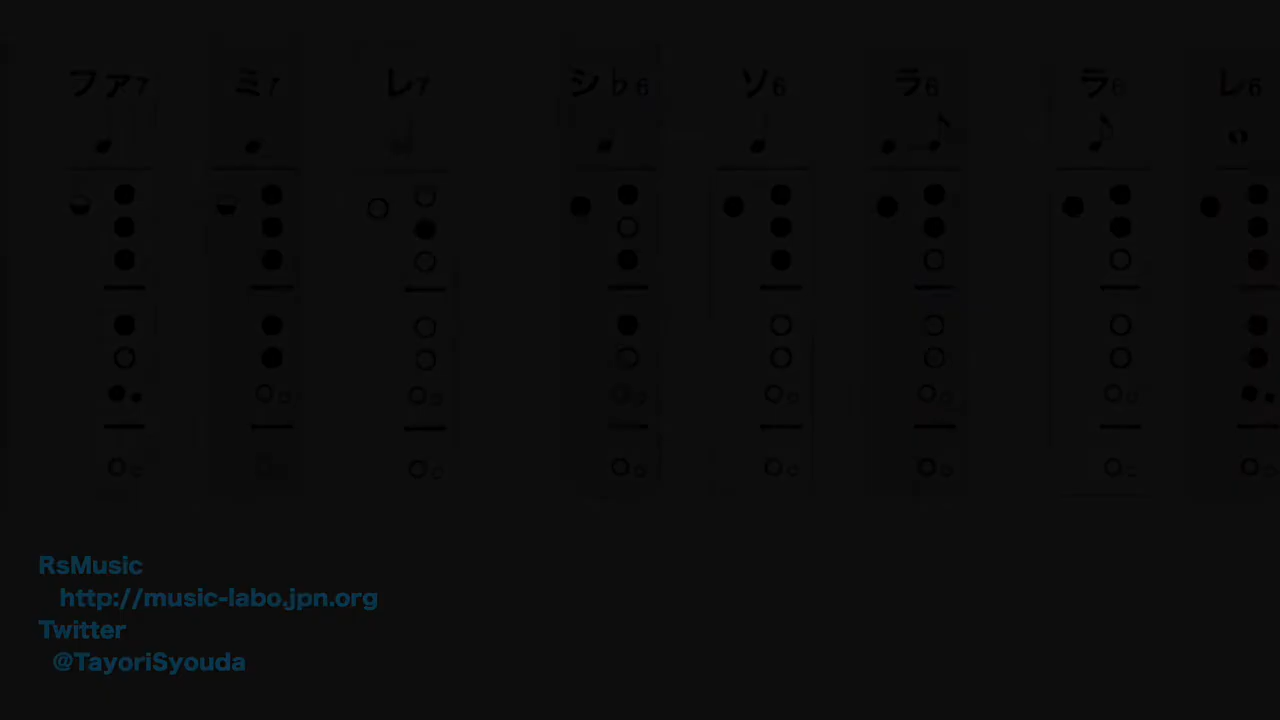 ファ7 ミ7 レ7 シ♭6 ソ6 ラ6 ラ6 レ6
RsMusic
http://music-labo.jpn.org
Twitter
@TayoriSyouda